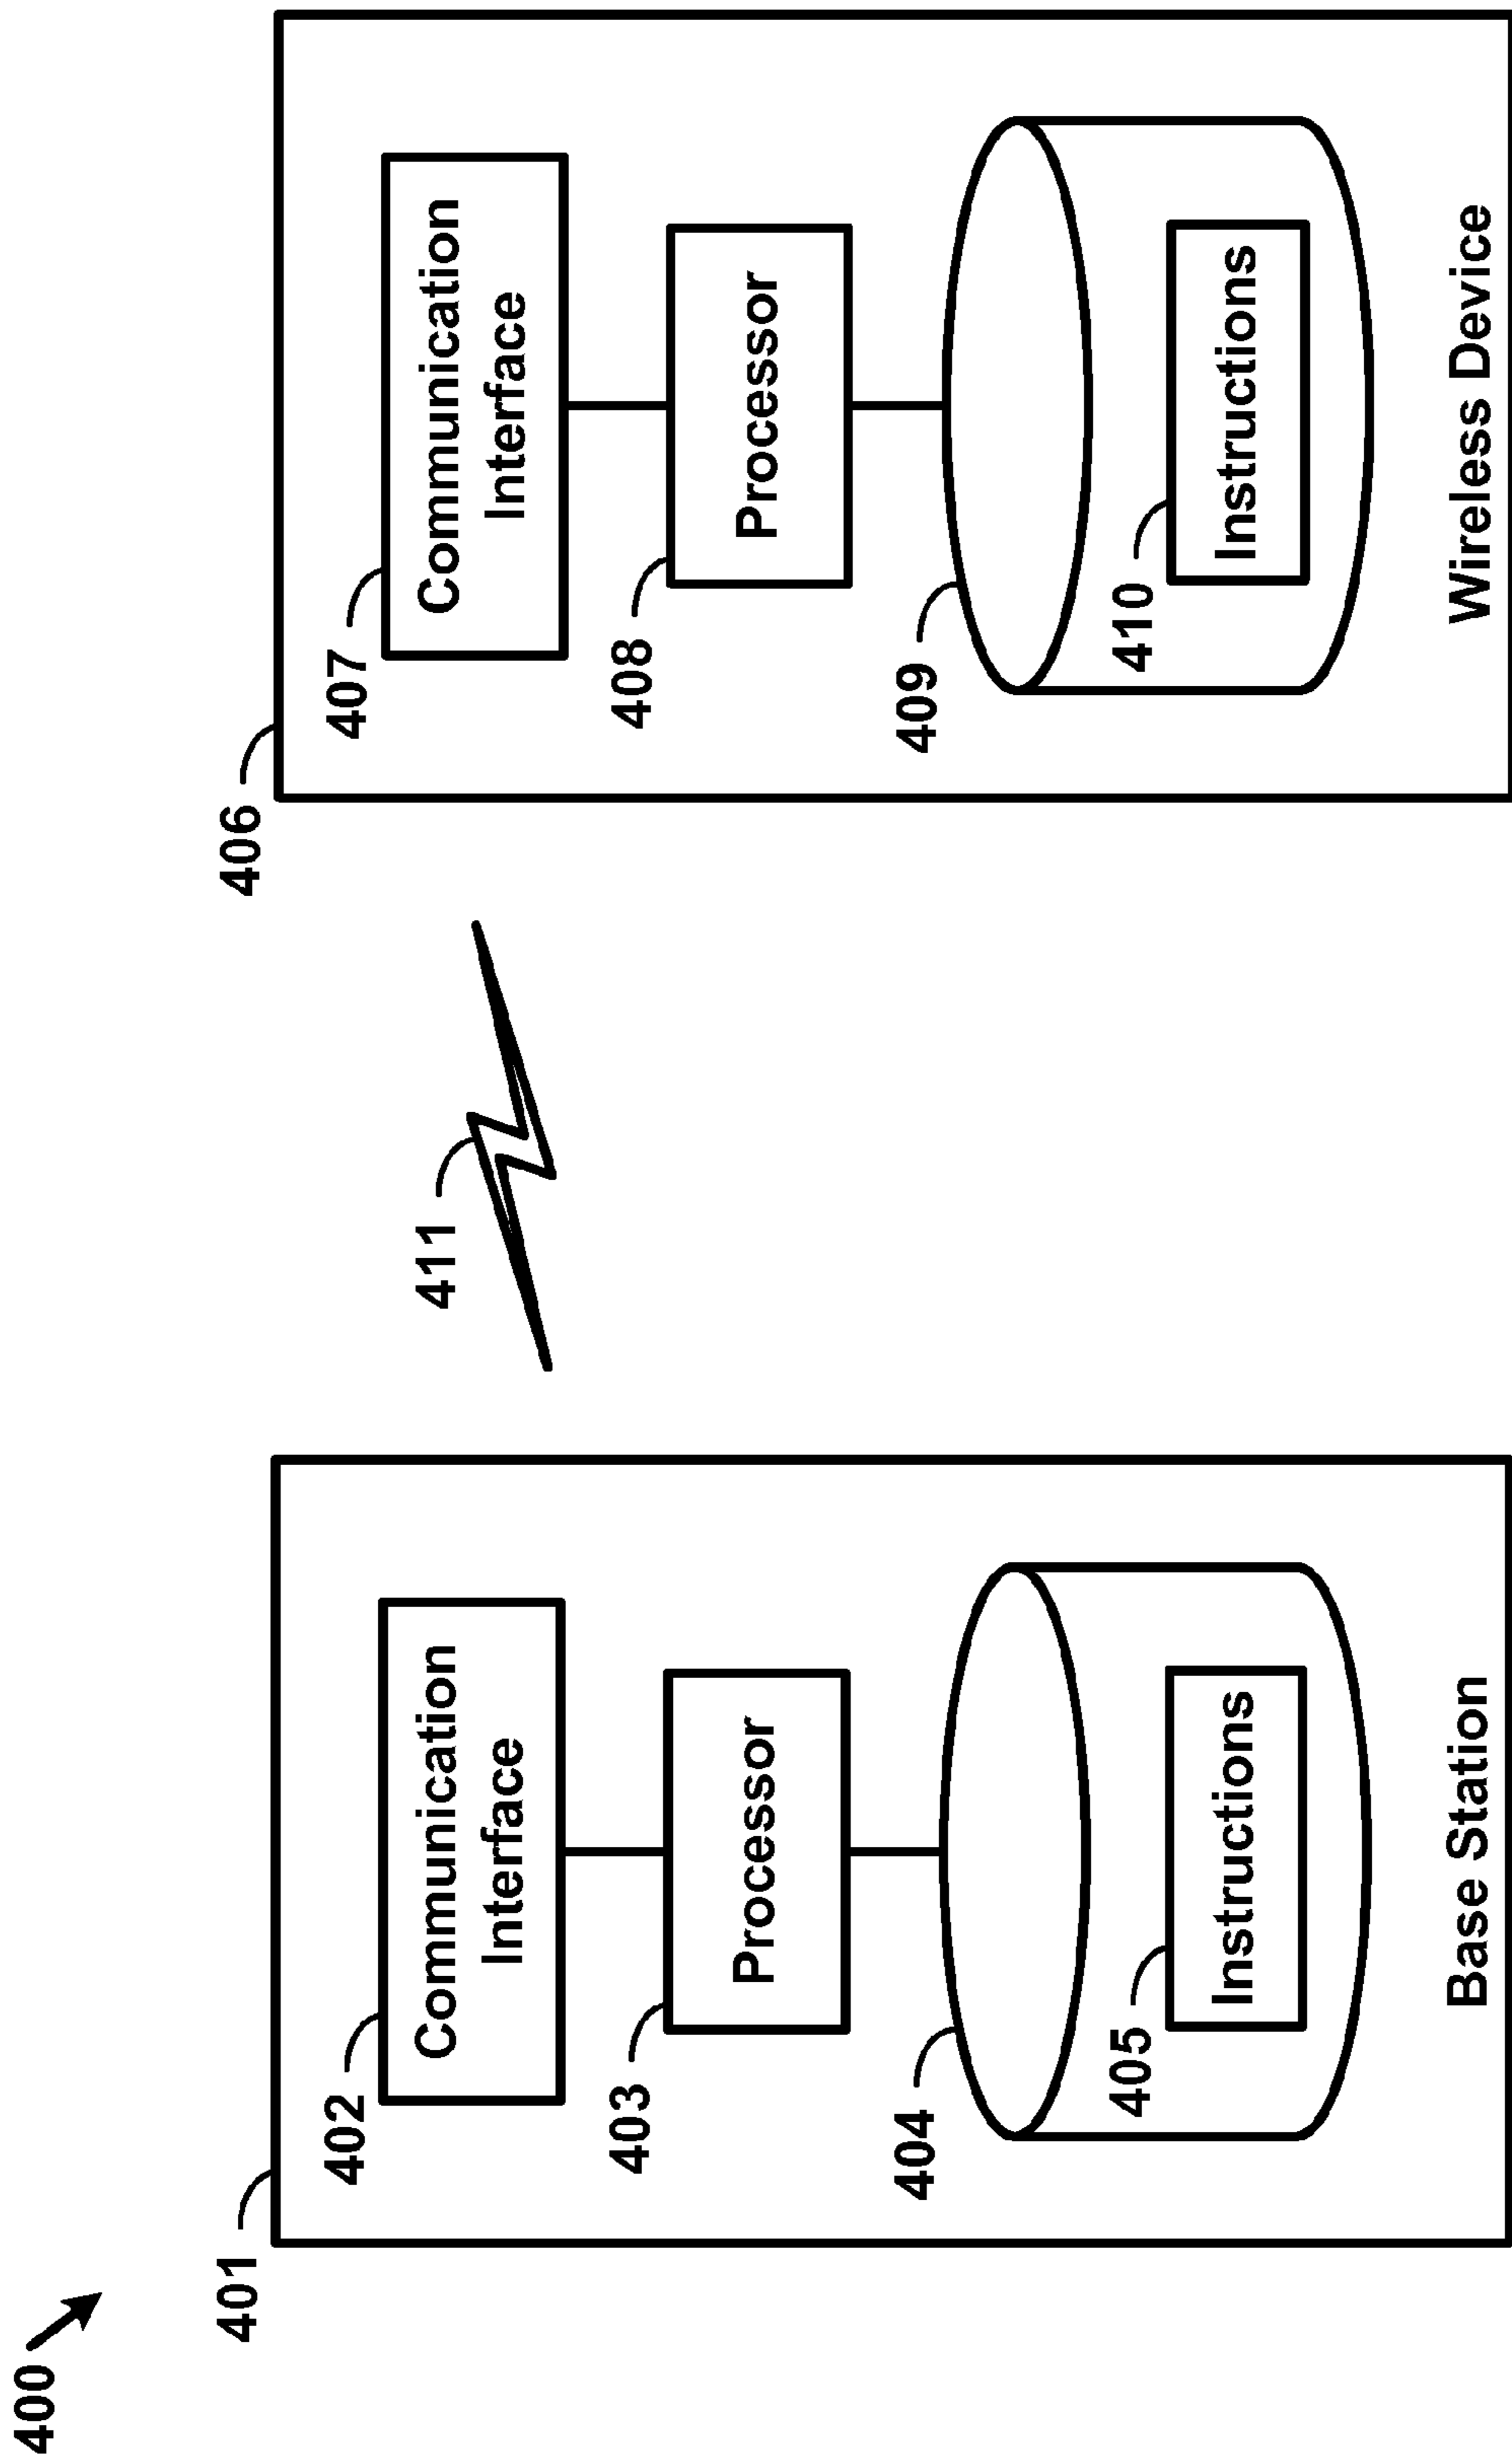 400
401
402
Communication
Interface
403
Processor
404
405
Instructions
Base Station
411
406
407
Communication
Interface
408
Processor
409
410
Instructions
Wireless Device